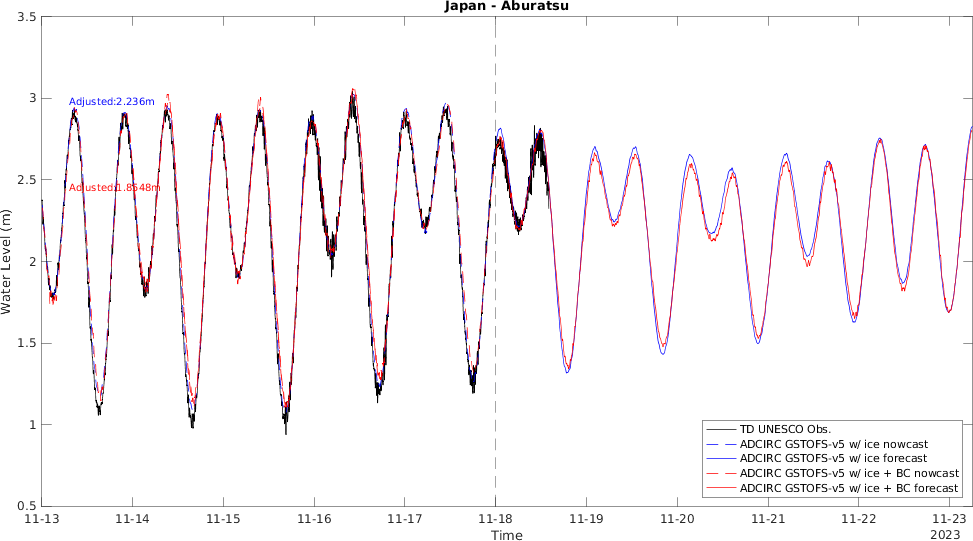 Japan - Aburatsu
3.5
3
2.5
2
1.5
1
0.5
Water Level (m)
Adjusted:2.236m
Adjusted:1.8648m
TD UNESCO Obs.
ADCIRC GSTOFS-v5 w/ ice nowcast
ADCIRC GSTOFS-v5 w/ ice forecast
ADCIRC GSTOFS-v5 w/ ice + BC nowcast
ADCIRC GSTOFS-v5 w/ ice + BC forecast
11-13 11-14 11-15 11-16 11-17 11-18 11-19 11-20 11-21 11-22 11-23
2023
Time